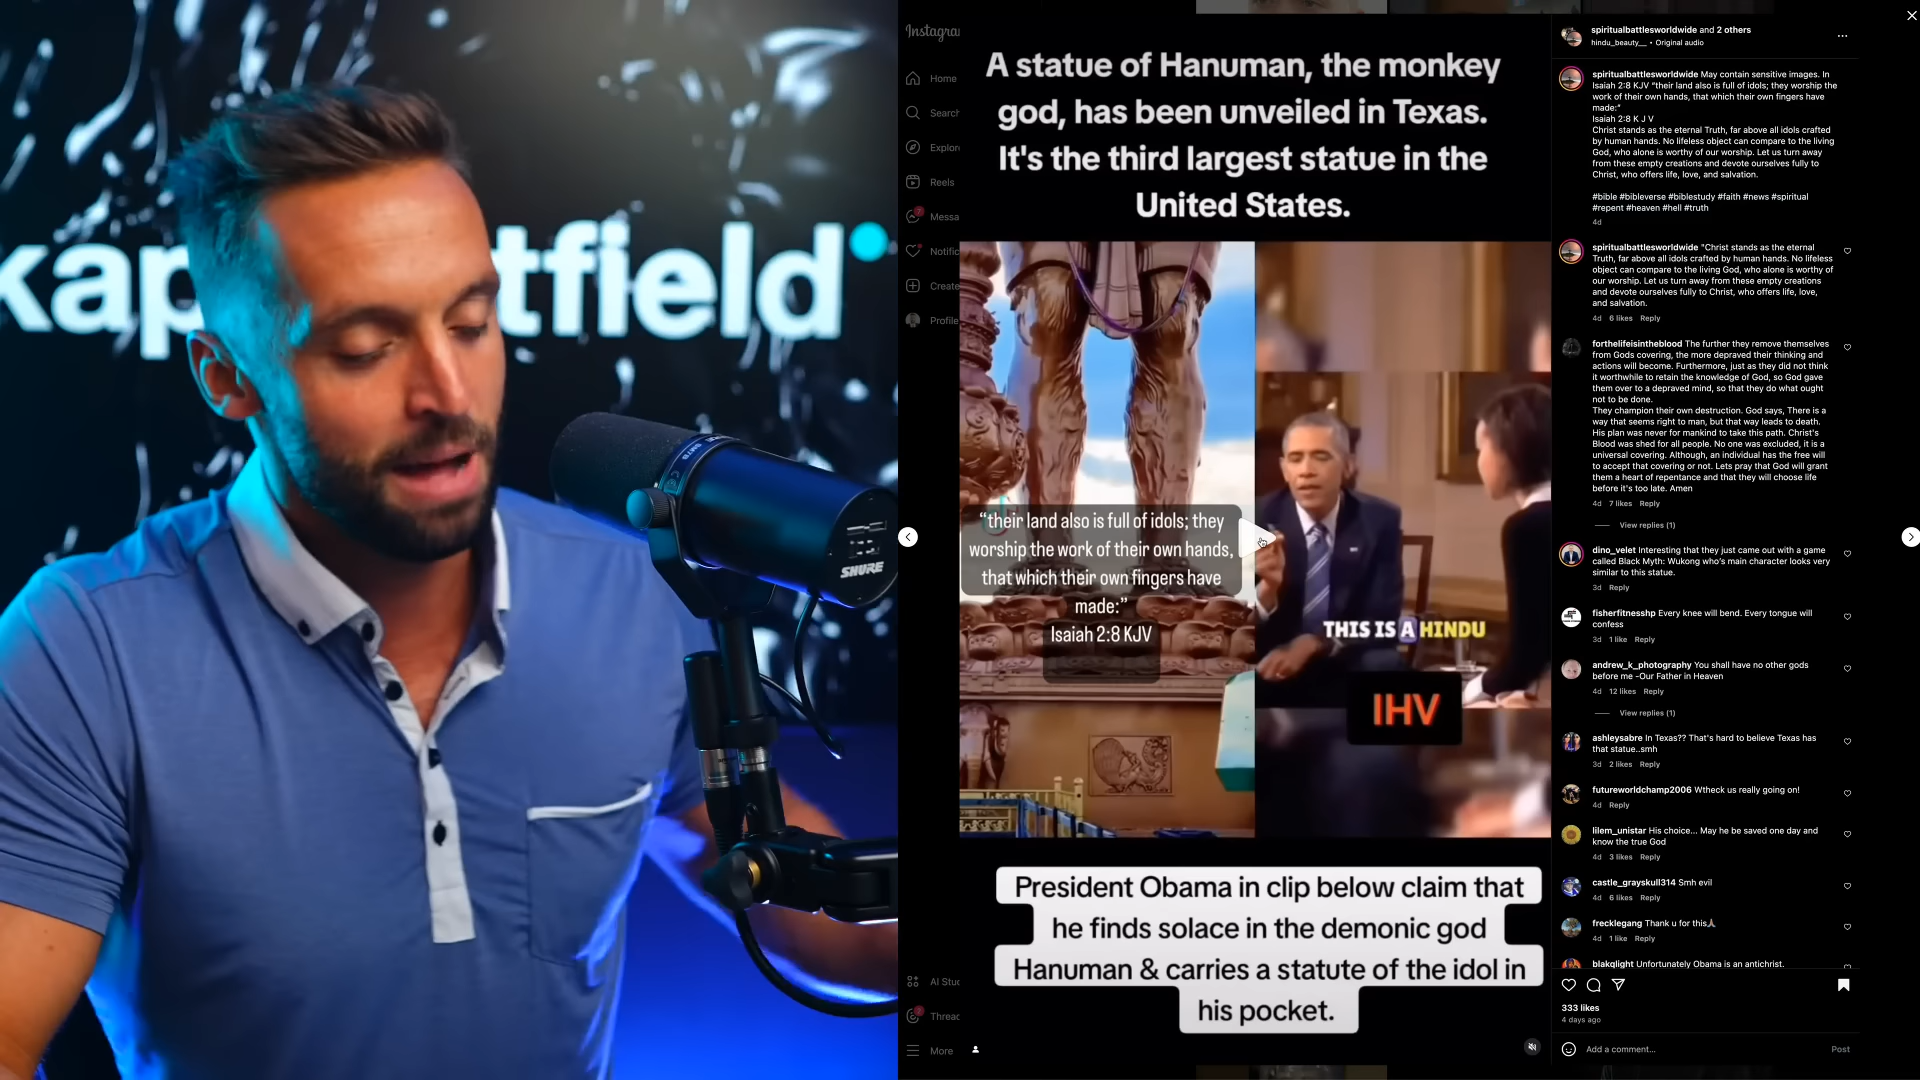 kap
tfield
SM7B
SHURE
Instagra
Home
Search
Explor
Reels
Messa
Notific
Create
Profile
AI Stud
Thread
More
A statue of Hanuman, the monkey
god, has been unveiled in Texas.
It's the third largest statue in the
United States.
“their land also is full of idols; they
worship the work of their own hands,
that which their own fingers have
made:”
Isaiah 2:8 KJV
THIS IS A HINDU
IHV
President Obama in clip below claim that
he finds solace in the demonic god
Hanuman & carries a statute of the idol in
his pocket.
spiritualbattlesworldwide and 2 others
hindu_beauty__ • Original audio
spiritualbattlesworldwide May contain sensitive images. In
Isaiah 2:8 KJV “their land also is full of idols; they worship the
work of their own hands, that which their own fingers have
made:”
Isaiah 2:8 K J V
Christ stands as the eternal Truth, far above all idols crafted
by human hands. No lifeless object can compare to the living
God, who alone is worthy of our worship. Let us turn away
from these empty creations and devote ourselves fully to
Christ, who offers life, love, and salvation.
#bible #bibleverse #biblestudy #faith #news #spiritual
#repent #heaven #hell #truth
4d
spiritualbattlesworldwide "Christ stands as the eternal
Truth, far above all idols crafted by human hands. No lifeless
object can compare to the living God, who alone is worthy of
our worship. Let us turn away from these empty creations
and devote ourselves fully to Christ, who offers life, love,
and salvation.
4d 6 likes Reply
forthelifeisintheblood The further they remove themselves
from Gods covering, the more depraved their thinking and
actions will become. Furthermore, just as they did not think
it worthwhile to retain the knowledge of God, so God gave
them over to a depraved mind, so that they do what ought
not to be done.
They champion their own destruction. God says, There is a
way that seems right to man, but that way leads to death.
His plan was never for mankind to take this path. Christ's
Blood was shed for all people. No one was excluded, it is a
universal covering. Although, an individual has the free will
to accept that covering or not. Lets pray that God will grant
them a heart of repentance and that they will choose life
before it's too late. Amen
4d 7 likes Reply
View replies (1)
dino_velet Interesting that they just came out with a game
called Black Myth: Wukong who's main character looks very
similar to this statue.
3d Reply
fisherfitnesshp Every knee will bend. Every tongue will
confess
3d 1 like Reply
andrew_k_photography You shall have no other gods
before me -Our Father in Heaven
4d 12 likes Reply
View replies (1)
ashleysabre In Texas?? That's hard to believe Texas has
that statue..smh
3d 2 likes Reply
futureworldchamp2006 Wtheck us really going on!
4d Reply
lilem_unistar His choice... May he be saved one day and
know the true God
4d 3 likes Reply
castle_grayskull314 Smh evil
4d 6 likes Reply
frecklegang Thank u for this
4d 1 like Reply
blakqlight Unfortunately Obama is an antichrist.
333 likes
4 days ago
Add a comment...
Post